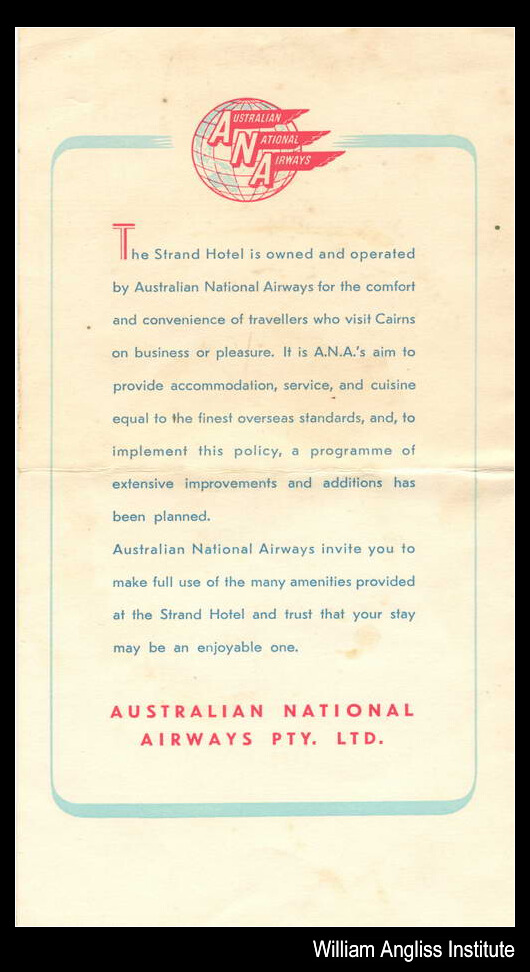 AUSTRALIAN
NATIONAL
AIRWAYS
The Strand Hotel is owned and operated
by Australian National Airways for the comfort
and convenience of travellers who visit Cairns
on business or pleasure. It is A.N.A.'s aim to
provide accommodation, service, and cuisine
equal to the finest overseas standards, and, to
implement this policy, a programme of
extensive improvements and additions has
been planned.
Australian National Airways invite you to
make full use of the many amenities provided
at the Strand Hotel and trust that your stay
may be an enjoyable one.
AUSTRALIAN NATIONAL
AIRWAYS PTY. LTD.
William Angliss Institute